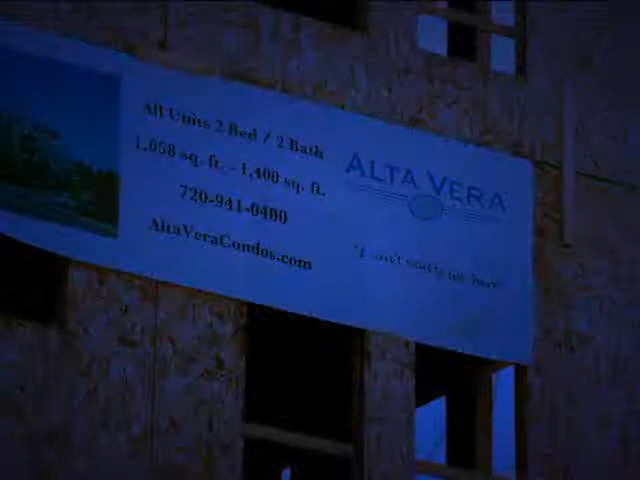 All Units 2 Bed / 2 Bath
1,058 sq. ft. - 1,400 sq. ft.
720-941-0400
AltaVeraCondos.com
ALTA VERA